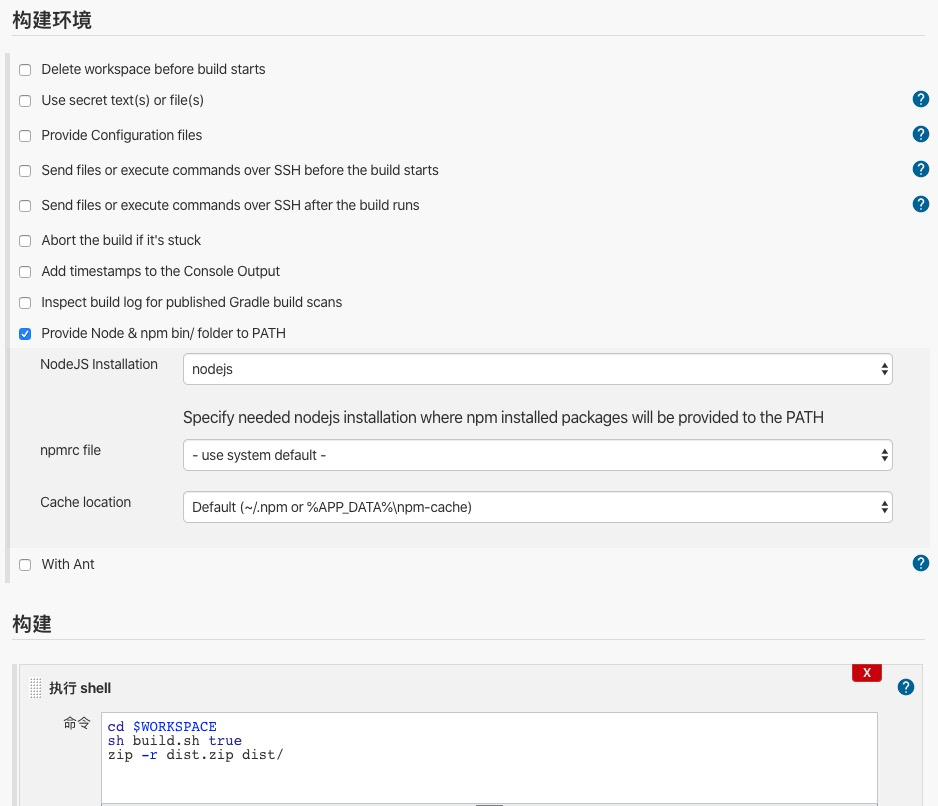 构建环境
Delete workspace before build starts
Use secret text(s) or file(s)
Provide Configuration files
Send files or execute commands over SSH before the build starts
Send files or execute commands over SSH after the build runs
Abort the build if it's stuck
Add timestamps to the Console Output
Inspect build log for published Gradle build scans
Provide Node & npm bin/ folder to PATH
NodeJS Installation
nodejs
Specify needed nodejs installation where npm installed packages will be provided to the PATH
npmrc file
- use system default -
Cache location
Default (~/.npm or %APP_DATA%\npm-cache)
With Ant
构建
X
执行 shell
命令
cd $WORKSPACE
sh build.sh true
zip -r dist.zip dist/